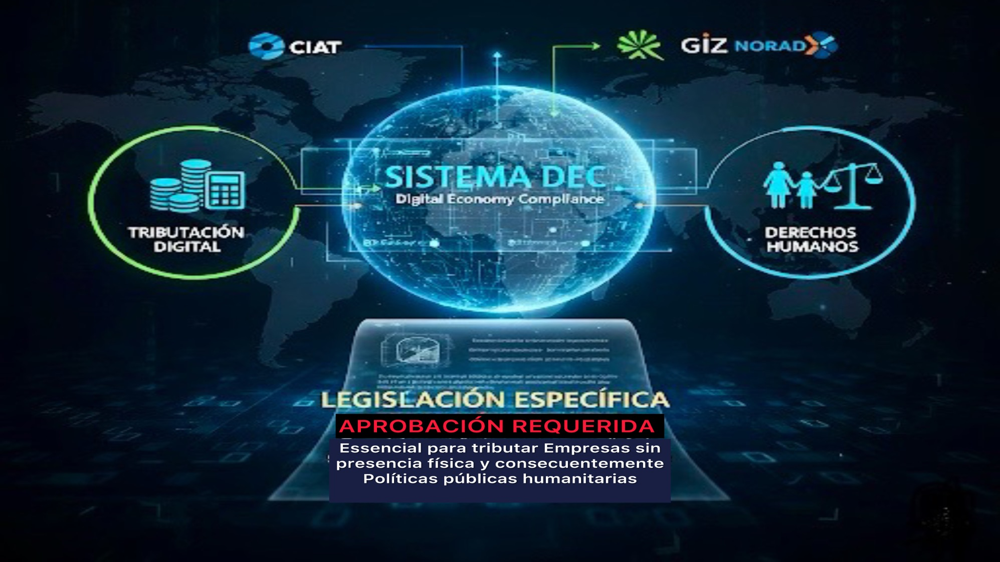 CIAT
GIZ NORAD
SISTEMA DEC
Digital Economy Compliance
TRIBUTACIÓN
DIGITAL
DERECHOS
HUMANOS
LEGISLACIÓN ESPECÍFICA
APROBACIÓN REQUERIDA
Essencial para tributar Empresas sin
presencia física y consecuentemente
Políticas públicas humanitarias